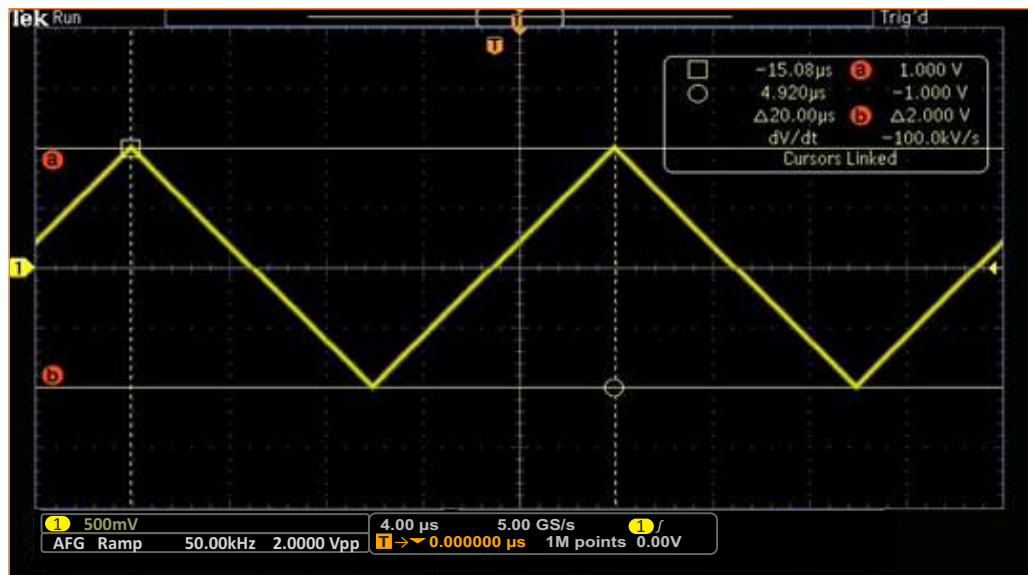 Tek Run Trig'd
T
T
-15.08µs a 1.000 V
4.920µs -1.000 V
△20.00µs b △2.000 V
dV/dt -100.0kV/s
Cursors Linked
a
1
b
1 500mV
AFG Ramp 50.00kHz 2.0000 Vpp
4.00 µs 5.00 GS/s 1 ∫
T→▼0.000000 µs 1M points 0.00V